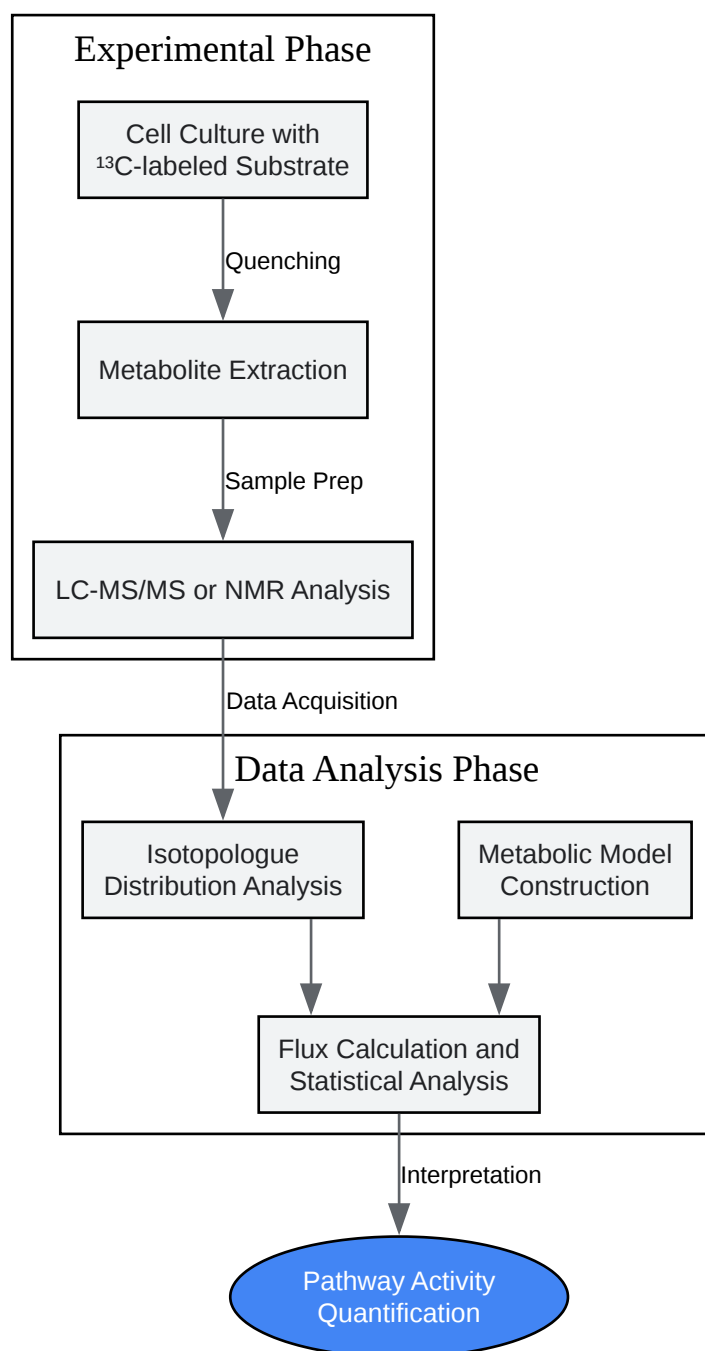 Experimental Phase
Cell Culture with
¹³C-labeled Substrate
Quenching
Metabolite Extraction
Sample Prep
LC-MS/MS or NMR Analysis
Data Acquisition
Data Analysis Phase
Isotopologue
Distribution Analysis
Metabolic Model
Construction
Flux Calculation and
Statistical Analysis
Interpretation
Pathway Activity
Quantification